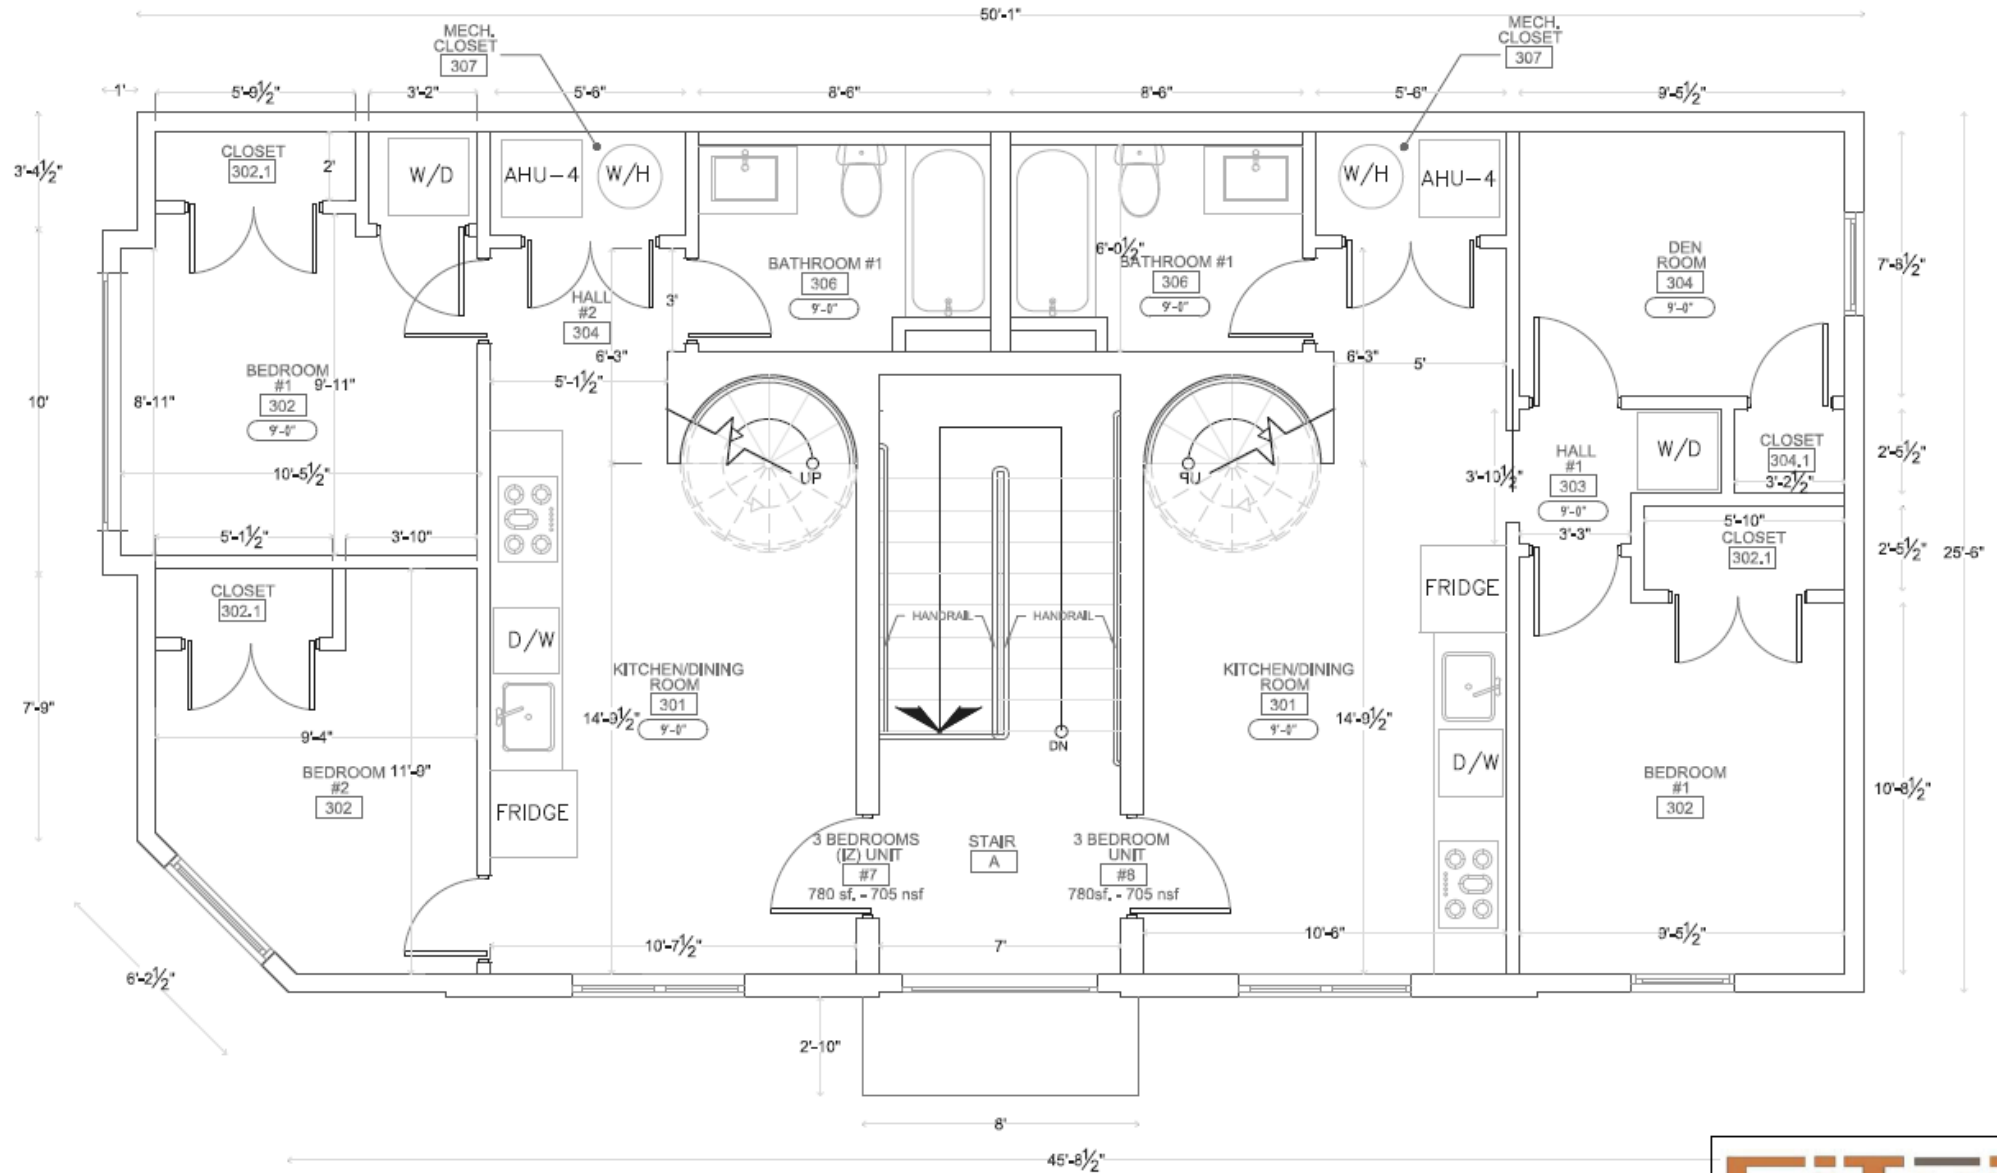 50'-1"
MECH.
CLOSET
307
MECH.
CLOSET
307
1'
5'-9½"
3'-2"
5'-6"
8'-6"
8'-6"
5'-6"
9'-5½"
3'-4½"
CLOSET
302.1
2'
W/D
AHU-4
W/H
W/H
AHU-4
BATHROOM #1
306
9'-0"
6'-0½"
BATHROOM #1
306
9'-0"
DEN
ROOM
304
9'-0"
7'-8½"
HALL
#2
304
3'
6'-3"
5'-1½"
6'-3"
5'
BEDROOM
#1
302
9'-0"
9'-11"
8'-11"
10'
10'-5½"
5'-1½"
3'-10"
UP
UP
3'-10½"
HALL
#1
303
9'-0"
3'-3"
W/D
CLOSET
304.1
3'-2½"
2'-5½"
5'-10"
CLOSET
302.1
2'-5½"
25'-6"
CLOSET
302.1
D/W
HANDRAIL
HANDRAIL
FRIDGE
KITCHEN/DINING
ROOM
301
9'-0"
14'-9½"
KITCHEN/DINING
ROOM
301
9'-0"
14'-9½"
7'-9"
9'-4"
BEDROOM
#2
302
11'-9"
DN
D/W
BEDROOM
#1
302
10'-8½"
FRIDGE
3 BEDROOMS
(IZ) UNIT
#7
780 sf. - 705 nsf
STAIR
A
3 BEDROOM
UNIT
#8
780sf. - 705 nsf
10'-7½"
7'
10'-6"
9'-5½"
6'-2½"
2'-10"
8'
45'-8½"